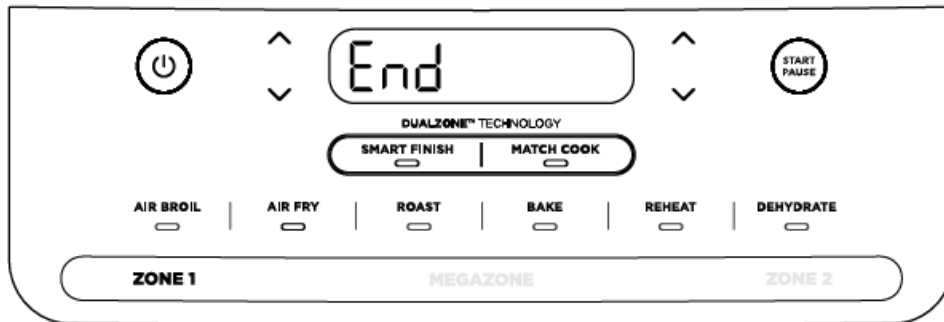 End
START
PAUSE
DUALZONE™ TECHNOLOGY
SMART FINISH MATCH COOK
AIR BROIL AIR FRY ROAST BAKE REHEAT DEHYDRATE
ZONE 1 MEGAZONE ZONE 2